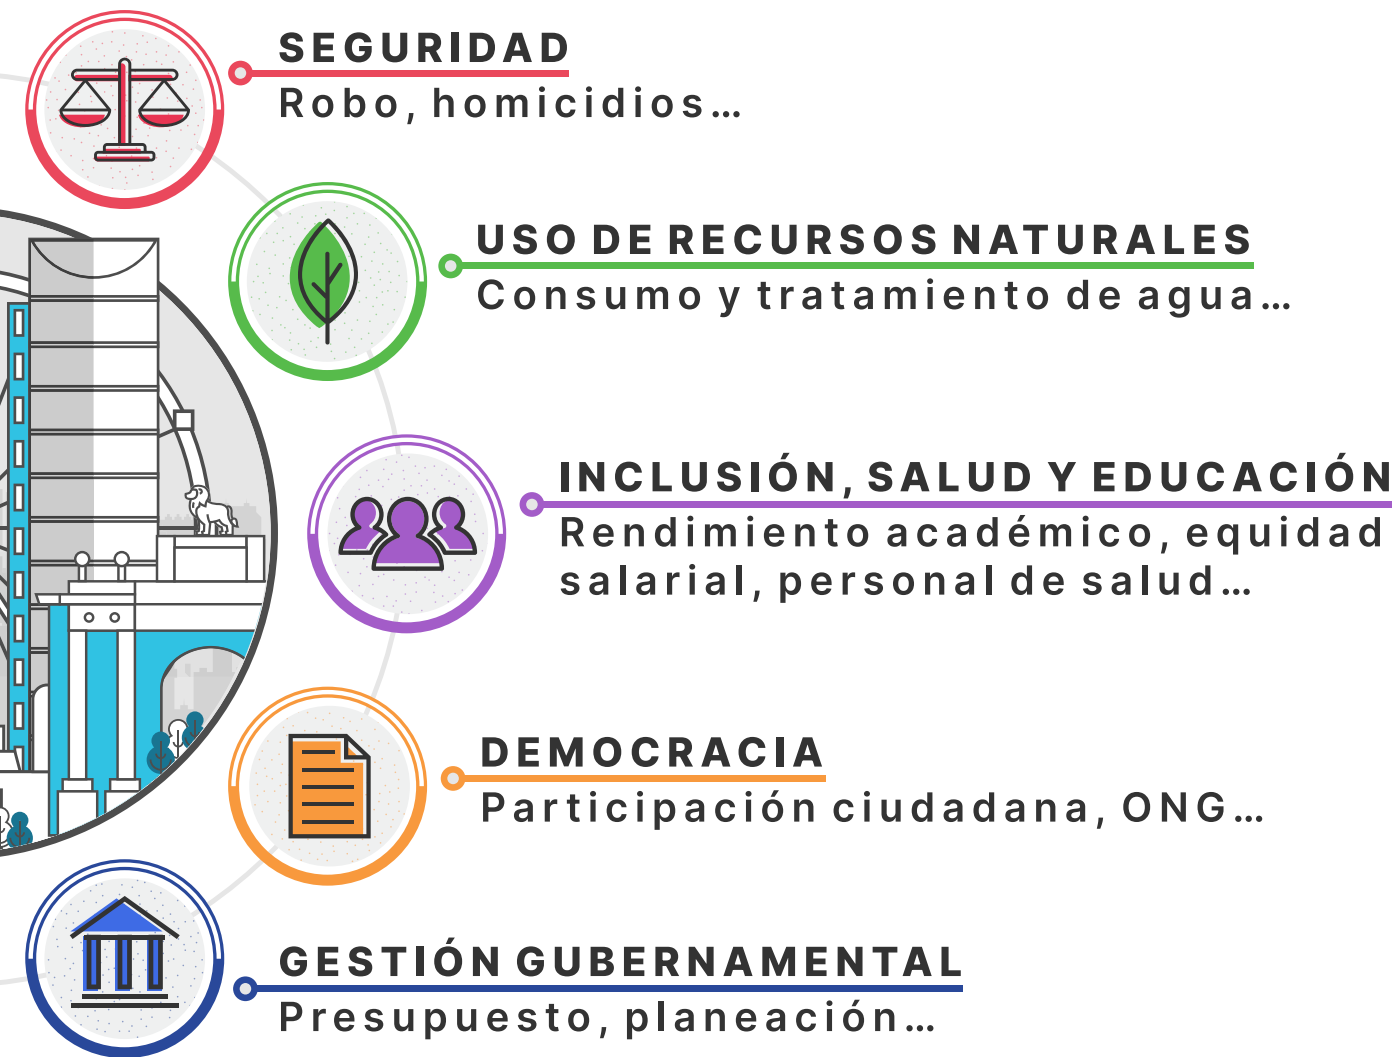 SEGURIDAD
Robo, homicidios…
USO DE RECURSOS NATURALES
Consumo y tratamiento de agua…
INCLUSIÓN, SALUD Y EDUCACIÓN
Rendimiento académico, equidad
salarial, personal de salud…
DEMOCRACIA
Participación ciudadana, ONG…
GESTIÓN GUBERNAMENTAL
Presupuesto, planeación…